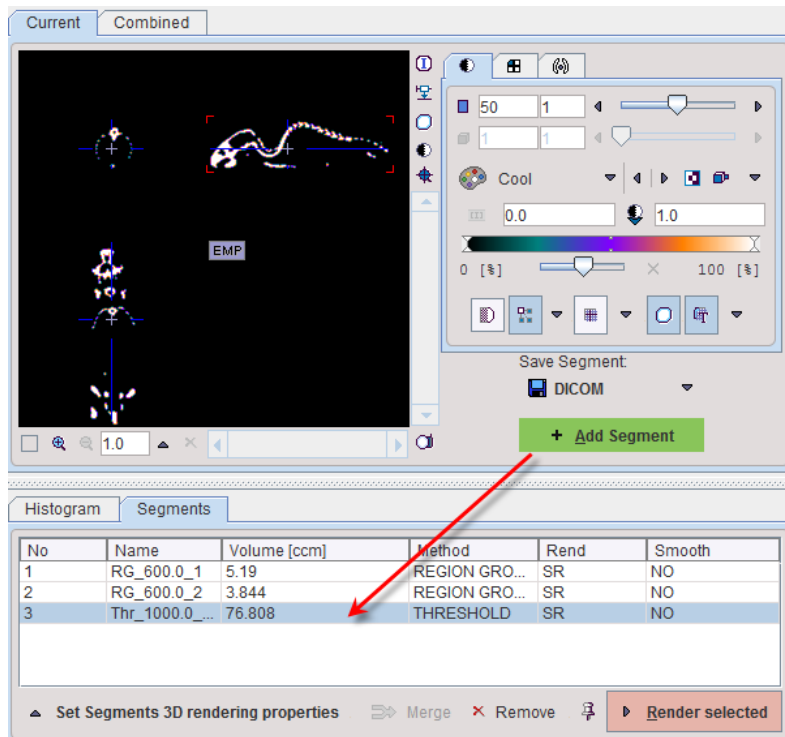 Current Combined
50 1
1 1
Cool
0.0 1.0
EMP
0 [%] 100 [%]
Save Segment:
DICOM
1.0
+ Add Segment
Histogram Segments
No Name Volume [ccm] Method Rend Smooth
1 RG_600.0_1 5.19 REGION GRO... SR NO
2 RG_600.0_2 3.844 REGION GRO... SR NO
3 Thr_1000.0_... 76.808 THRESHOLD SR NO
Set Segments 3D rendering properties Merge Remove Render selected